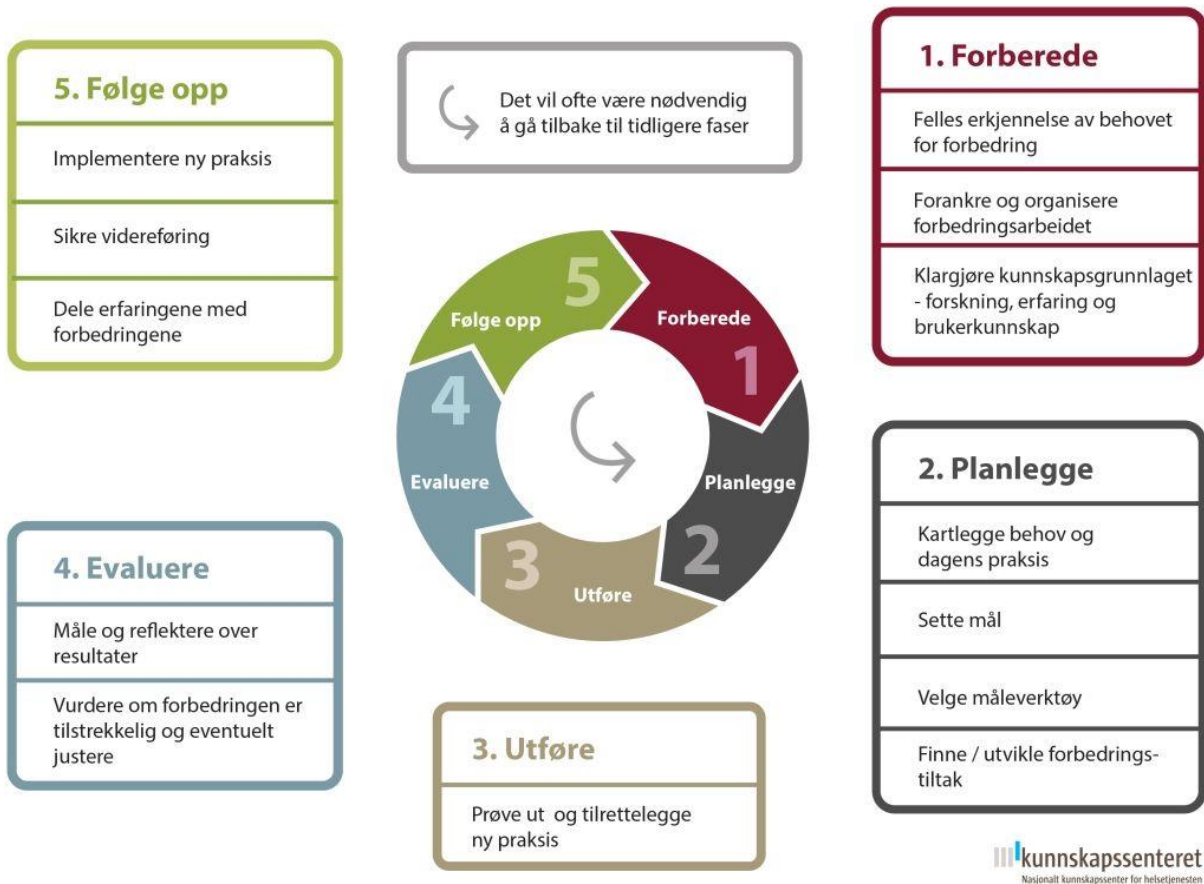 1. Forberede
Felles erkjennelse av behovet
for forbedring
Forankre og organisere
forbedringsarbeidet
Klargjøre kunnskapsgrunnlaget
- forskning, erfaring og
brukerkunnskap
2. Planlegge
Kartlegge behov og
dagens praksis
Sette mål
Velge måleverktøy
Finne / utvikle forbedrings-
tiltak
3. Utføre
Prøve ut og tilrettelegge
ny praksis
4. Evaluere
Måle og reflektere over
resultater
Vurdere om forbedringen er
tilstrekkelig og eventuelt
justere
5. Følge opp
Implementere ny praksis
Sikre videreføring
Dele erfaringene med
forbedringene
Det vil ofte være nødvendig
å gå tilbake til tidligere faser
Forberede
1
Planlegge
2
Utføre
3
Evaluere
4
Følge opp
5
kunnskapssenteret
Nasjonalt kunnskapssenter for helsetjenesten